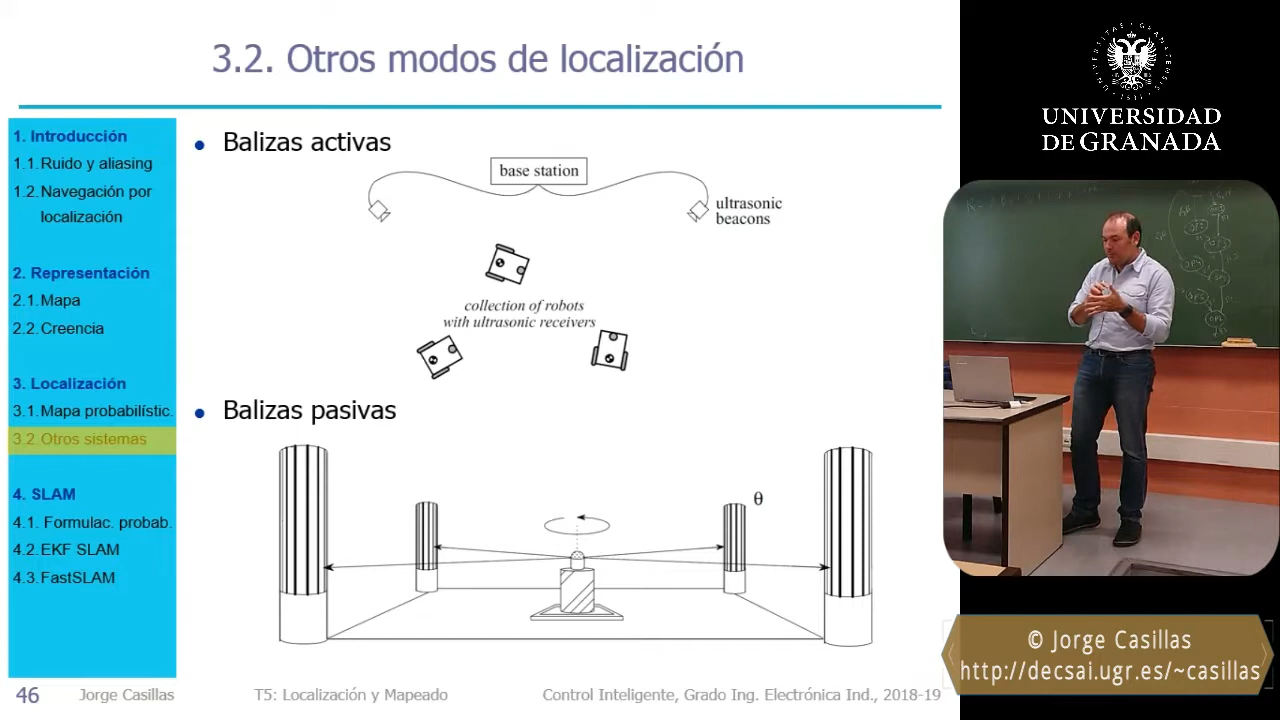 3.2. Otros modos de localización
1. Introducción
1.1. Ruido y aliasing
1.2. Navegación por
localización
2. Representación
2.1. Mapa
2.2. Creencia
3. Localización
3.1. Mapa probabilístic.
3.2. Otros sistemas
4. SLAM
4.1. Formulac. probab.
4.2. EKF SLAM
4.3. FastSLAM
• Balizas activas
base station
ultrasonic
beacons
collection of robots
with ultrasonic receivers
• Balizas pasivas
θ
46 Jorge Casillas T5: Localización y Mapeado Control Inteligente, Grado Ing. Electrónica Ind., 2018-19
UNIVERSIDAD
DE GRANADA
© Jorge Casillas
http://decsai.ugr.es/~casillas